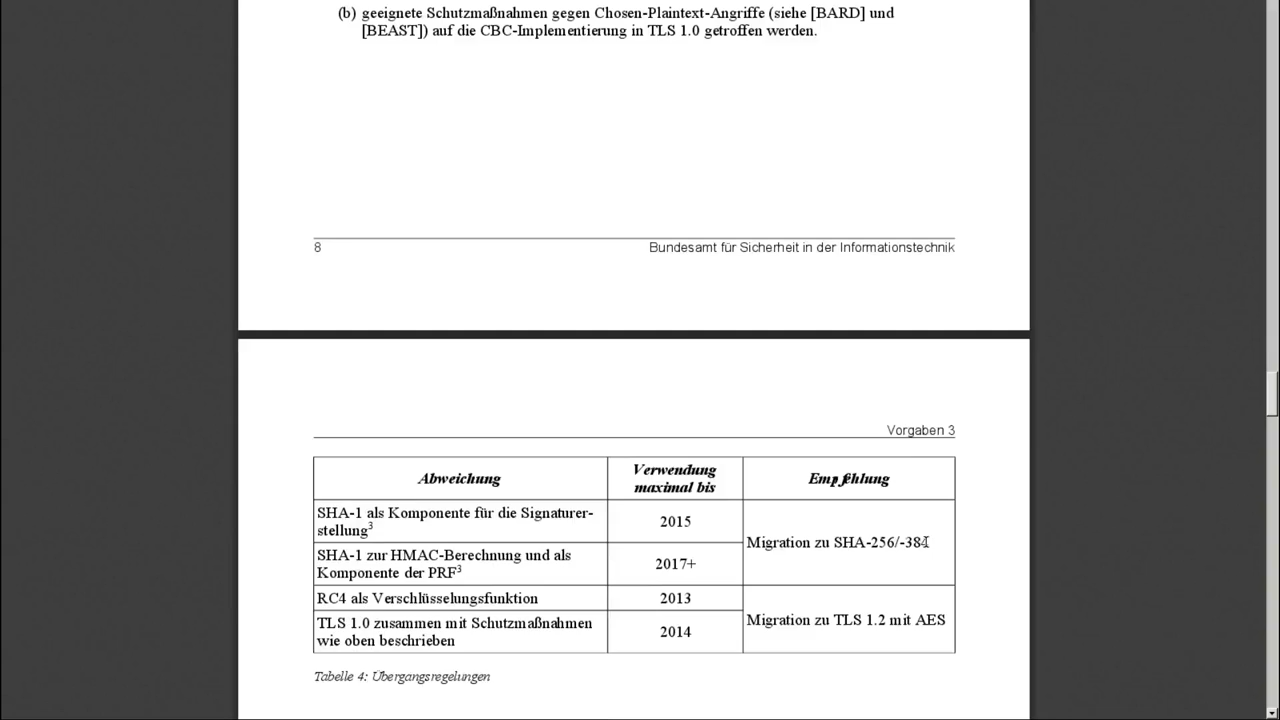 (b) geeignete Schutzmaßnahmen gegen Chosen-Plaintext-Angriffe (siehe [BARD] und
[BEAST]) auf die CBC-Implementierung in TLS 1.0 getroffen werden.
8
Bundesamt für Sicherheit in der Informationstechnik
Vorgaben 3
Abweichung
Verwendung
maximal bis
Empfehlung
SHA-1 als Komponente für die Signaturer-
stellung3
2015
Migration zu SHA-256/-384
SHA-1 zur HMAC-Berechnung und als
Komponente der PRF3
2017+
RC4 als Verschlüsselungsfunktion
2013
Migration zu TLS 1.2 mit AES
TLS 1.0 zusammen mit Schutzmaßnahmen
wie oben beschrieben
2014
Tabelle 4: Übergangsregelungen